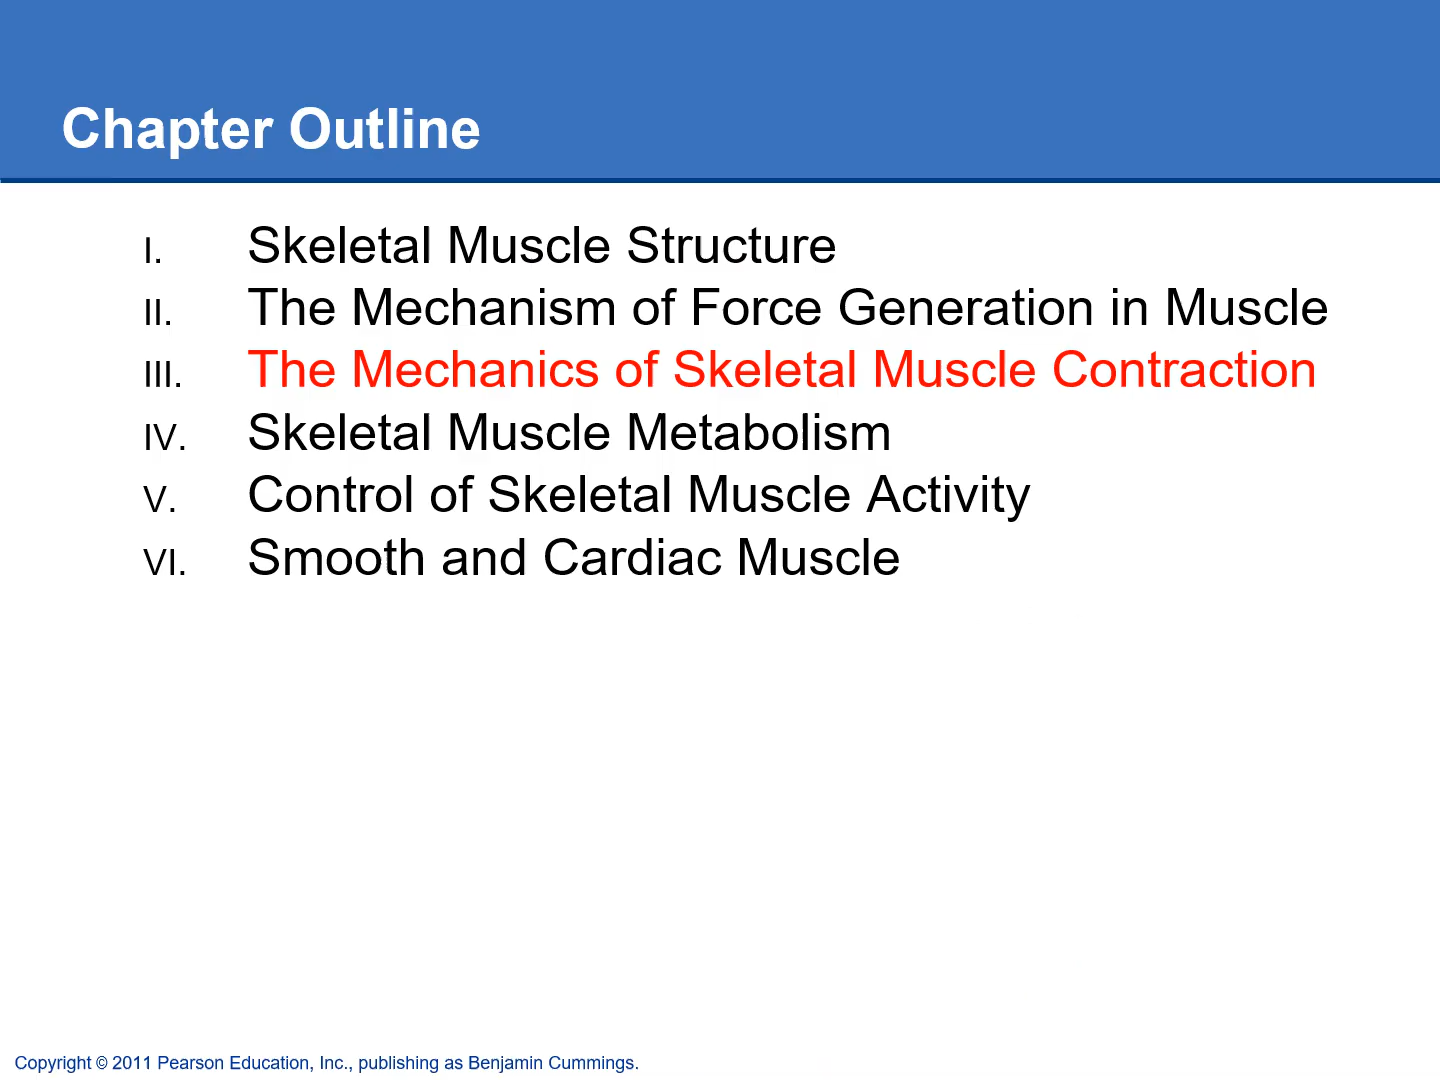 Chapter Outline
I. Skeletal Muscle Structure
II. The Mechanism of Force Generation in Muscle
III. The Mechanics of Skeletal Muscle Contraction
IV. Skeletal Muscle Metabolism
V. Control of Skeletal Muscle Activity
VI. Smooth and Cardiac Muscle
Copyright © 2011 Pearson Education, Inc., publishing as Benjamin Cummings.